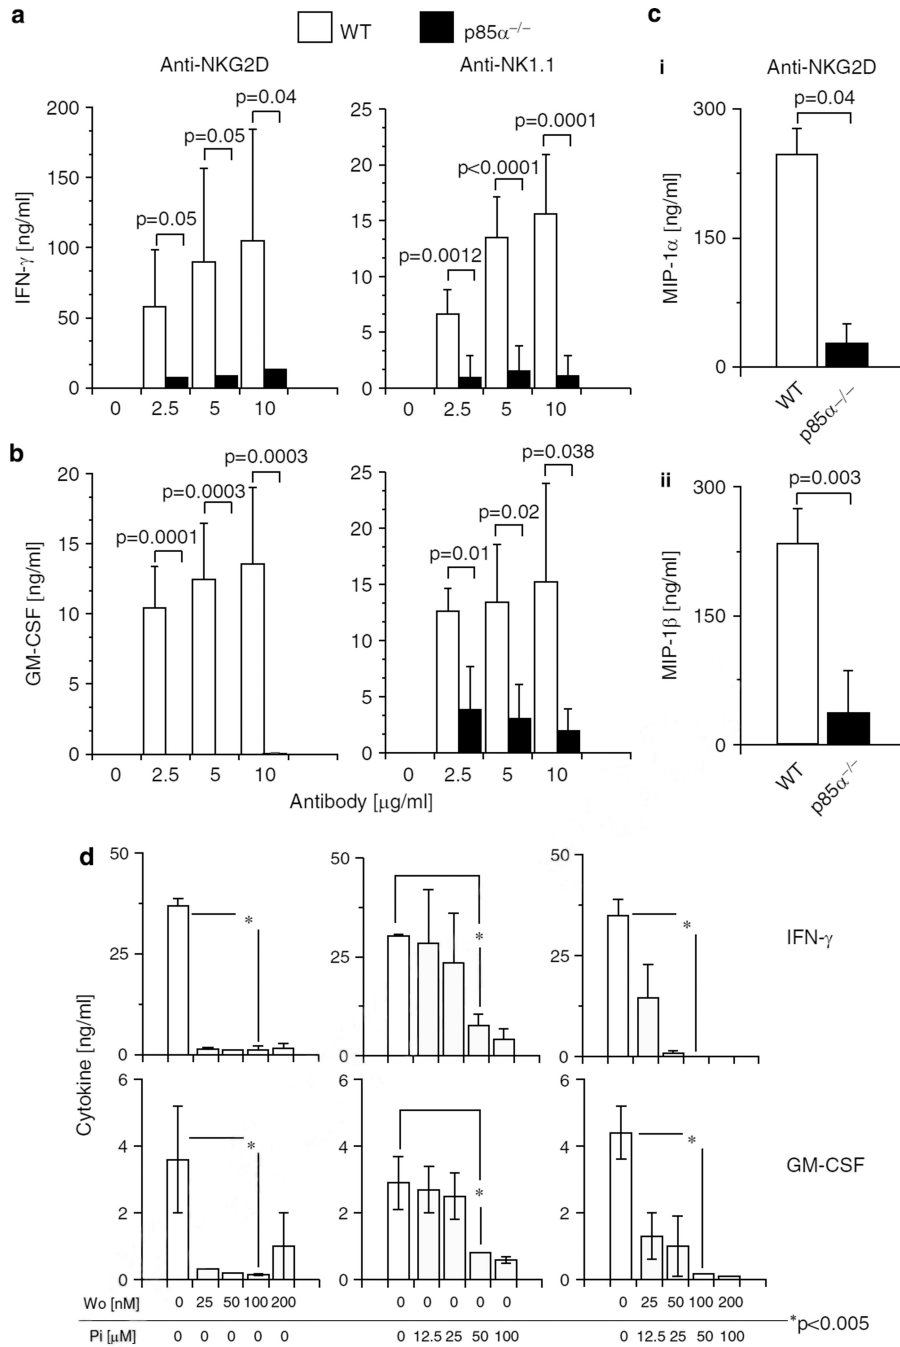 a
WT
p85α−/−
c
Anti-NKG2D
Anti-NK1.1
i
Anti-NKG2D
200
150
100
50
0
IFN-γ [ng/ml]
p=0.05
p=0.05
p=0.04
0 2.5 5 10
25
20
15
10
5
0
p=0.0012
p<0.0001
p=0.0001
0 2.5 5 10
300
150
0
MIP-1α [ng/ml]
p=0.04
WT
p85α−/−
b
20
15
10
5
0
GM-CSF [ng/ml]
p=0.0001
p=0.0003
p=0.0003
0 2.5 5 10
25
20
15
10
5
0
p=0.01
p=0.02
p=0.038
0 2.5 5 10
Antibody [μg/ml]
ii
300
150
0
MIP-1β [ng/ml]
p=0.003
WT
p85α−/−
d
Cytokine [ng/ml]
50
25
0
*
50
25
0
*
50
25
0
*
IFN-γ
6
4
2
0
*
6
4
2
0
*
6
4
2
0
*
GM-CSF
Wo [nM] 0 25 50 100 200 0 0 0 0 0 0 25 50 100 200
*p<0.005
Pi [μM] 0 0 0 0 0 0 12.5 25 50 100 0 12.5 25 50 100